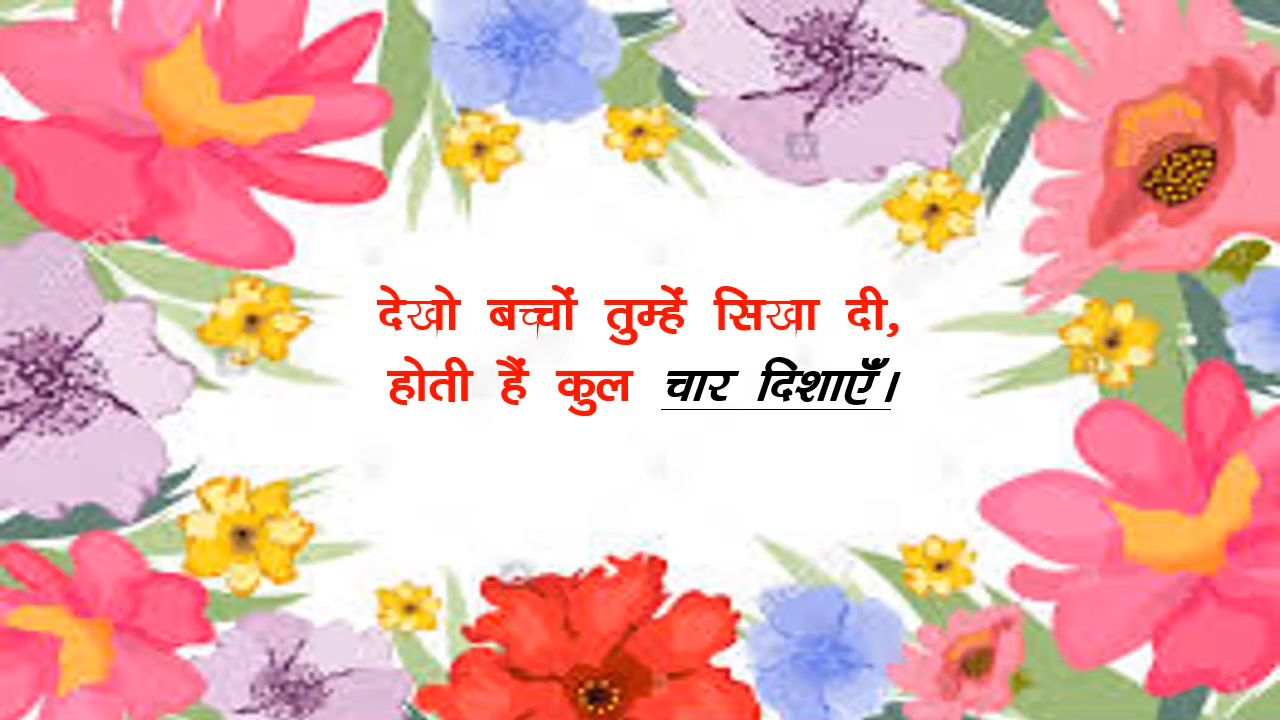 देखो बच्चों तुम्हें सिखा दी,
होती हैं कुल चार दिशाएँ।